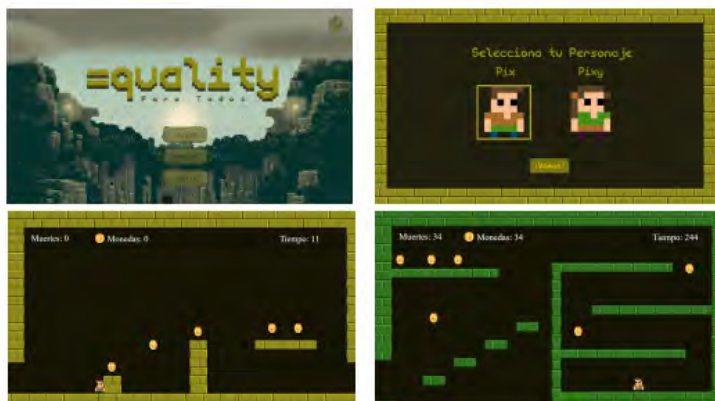 =quality
Para Todos
Selecciona tu Personaje
Pix Pixy
¡Vamos!
Muertes: 0 Monedas: 0 Tiempo: 11
Muertes: 34 Monedas: 34 Tiempo: 244